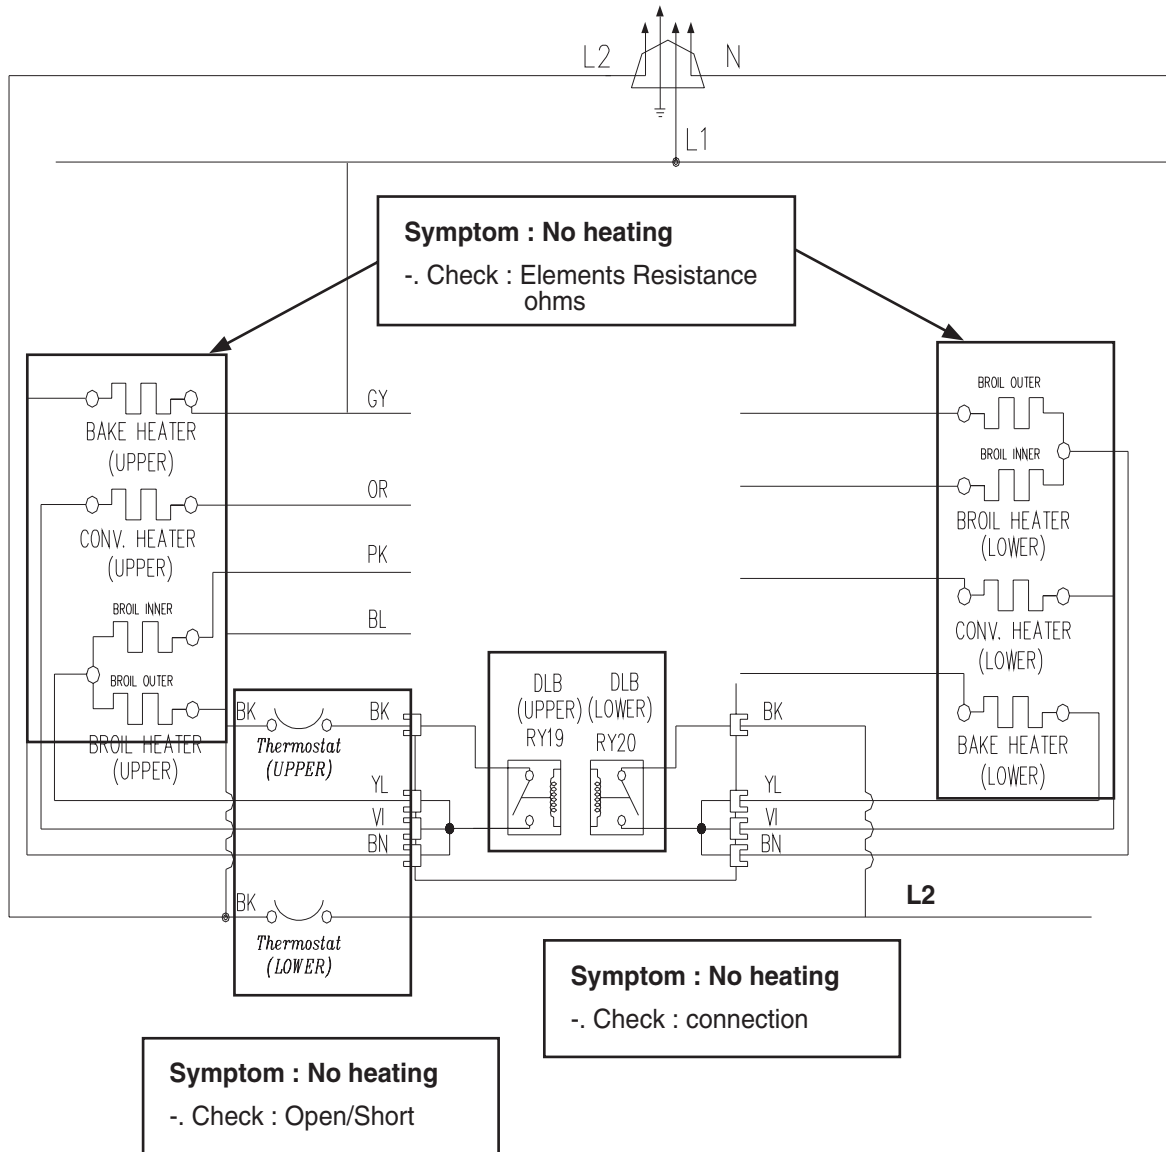 L2
N
L1
Symptom : No heating
-. Check : Elements Resistance
ohms
BAKE HEATER
(UPPER)
CONV. HEATER
(UPPER)
BROIL INNER
BROIL OUTER
BROIL HEATER
(UPPER)
GY
OR
PK
BL
BROIL OUTER
BROIL INNER
BROIL HEATER
(LOWER)
CONV. HEATER
(LOWER)
BAKE HEATER
(LOWER)
DLB
(UPPER)
RY19
DLB
(LOWER)
RY20
BK
BK
Thermostat
(UPPER)
YL
VI
BN
BK
YL
VI
BN
BK
Thermostat
(LOWER)
L2
Symptom : No heating
-. Check : connection
Symptom : No heating
-. Check : Open/Short